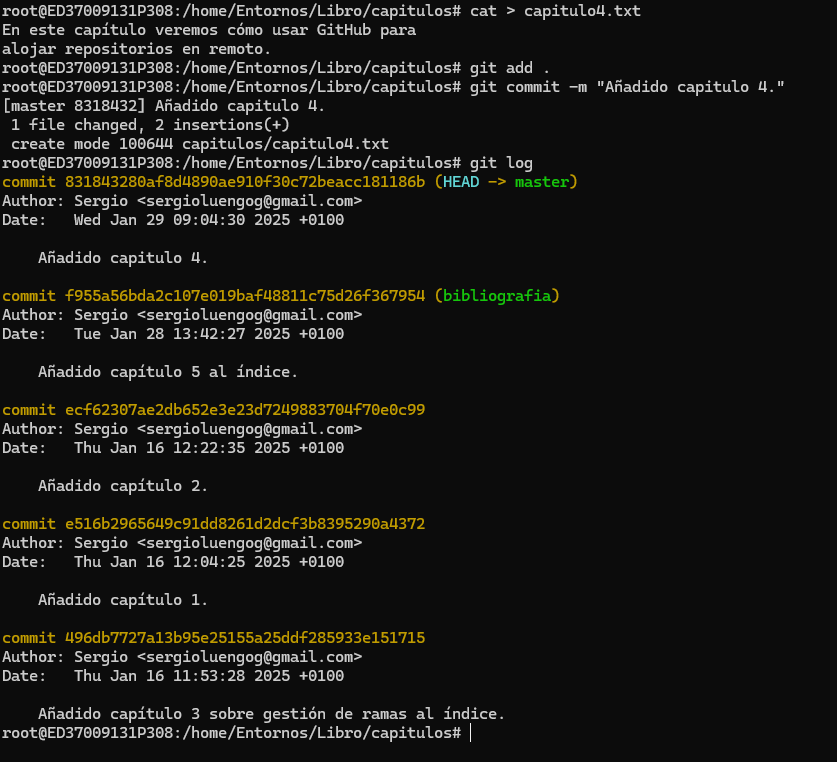 root@ED37009131P308:/home/Entornos/Libro/capitulos# cat > capitulo4.txt
En este capítulo veremos cómo usar GitHub para
alojar repositorios en remoto.
root@ED37009131P308:/home/Entornos/Libro/capitulos# git add .
root@ED37009131P308:/home/Entornos/Libro/capitulos# git commit -m "Añadido capitulo 4."
[master 8318432] Añadido capitulo 4.
 1 file changed, 2 insertions(+)
 create mode 100644 capitulos/capitulo4.txt
root@ED37009131P308:/home/Entornos/Libro/capitulos# git log
commit 831843280af8d4890ae910f30c72beacc181186b (HEAD -> master)
Author: Sergio <sergioluengog@gmail.com>
Date:   Wed Jan 29 09:04:30 2025 +0100

    Añadido capitulo 4.

commit f955a56bda2c107e019baf48811c75d26f367954 (bibliografia)
Author: Sergio <sergioluengog@gmail.com>
Date:   Tue Jan 28 13:42:27 2025 +0100

    Añadido capítulo 5 al índice.

commit ecf62307ae2db652e3e23d7249883704f70e0c99
Author: Sergio <sergioluengog@gmail.com>
Date:   Thu Jan 16 12:22:35 2025 +0100

    Añadido capítulo 2.

commit e516b2965649c91dd8261d2dcf3b8395290a4372
Author: Sergio <sergioluengog@gmail.com>
Date:   Thu Jan 16 12:04:25 2025 +0100

    Añadido capítulo 1.

commit 496db7727a13b95e25155a25ddf285933e151715
Author: Sergio <sergioluengog@gmail.com>
Date:   Thu Jan 16 11:53:28 2025 +0100

    Añadido capítulo 3 sobre gestión de ramas al índice.
root@ED37009131P308:/home/Entornos/Libro/capitulos#